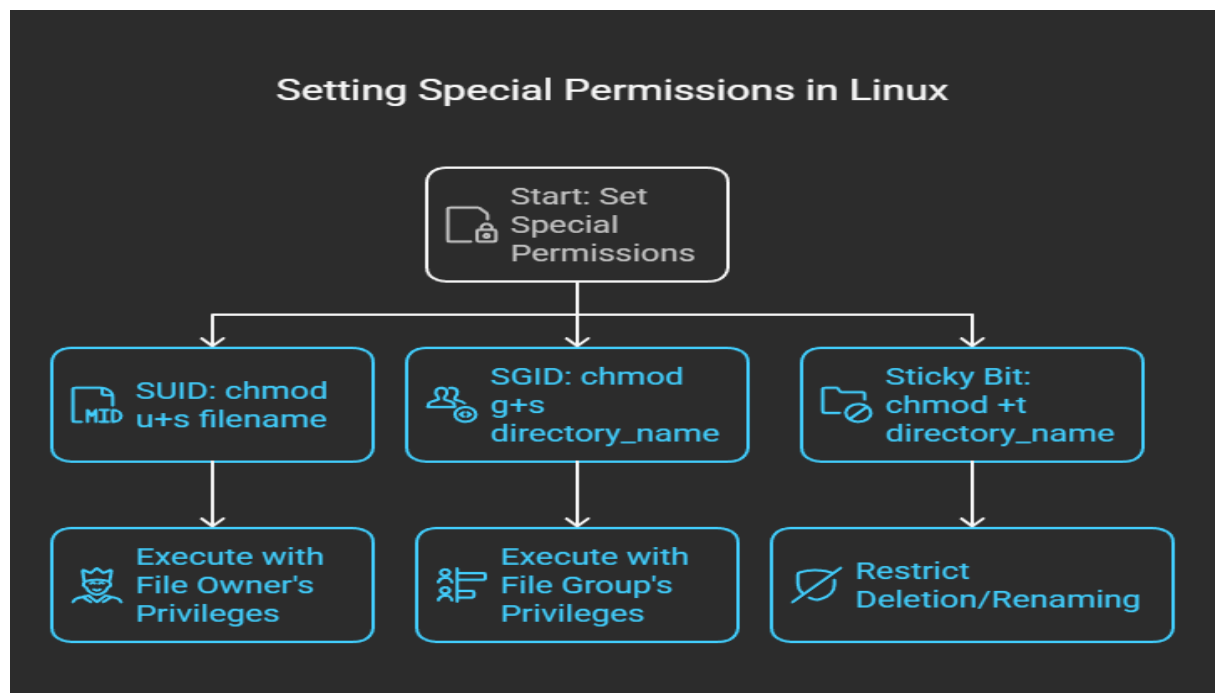 Setting Special Permissions in Linux
Start: Set
Special
Permissions
SUID: chmod
u+s filename
MID
SGID: chmod
g+s
directory_name
Sticky Bit:
chmod +t
directory_name
Execute with
File Owner's
Privileges
Execute with
File Group's
Privileges
Restrict
Deletion/Renaming